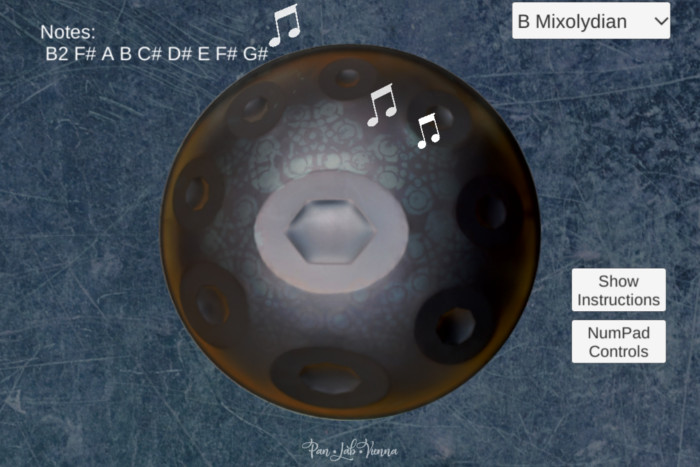 Notes:
B2 F# A B C# D# E F# G#
B Mixolydian
Show
Instructions
NumPad
Controls
Pan Lab Vienna